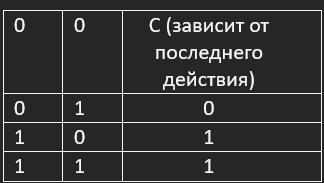 0 0 С (зависит от
последнего
действия)
0 1 0
1 0 1
1 1 1